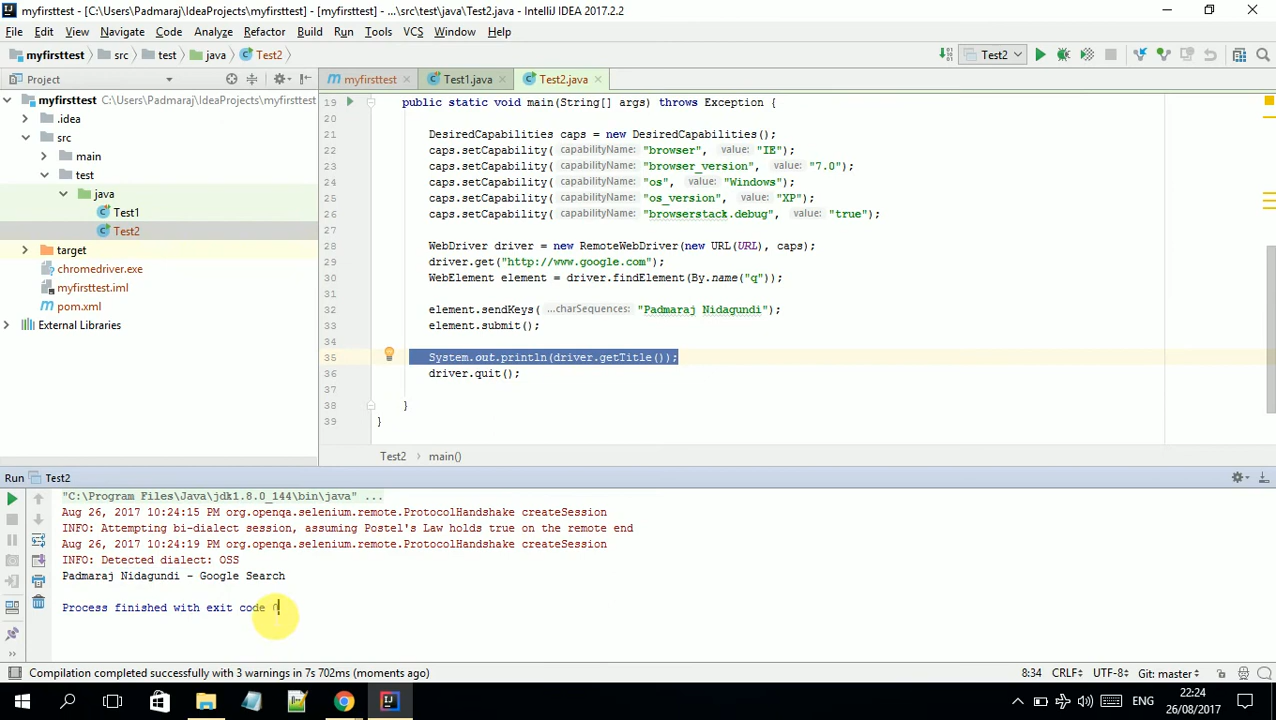 myfirsttest - [C:\Users\Padmaraj\IdeaProjects\myfirsttest] - [myfirsttest] - ...\src\test\java\Test2.java - IntelliJ IDEA 2017.2.2
File Edit View Navigate Code Analyze Refactor Build Run Tools VCS Window Help
myfirsttest src test java Test2
Test2
Project
myfirsttest Test1.java Test2.java
myfirsttest C:\Users\Padmaraj\IdeaProjects\myfirsttest
.idea
src
main
test
java
Test1
Test2
target
chromedriver.exe
myfirsttest.iml
pom.xml
External Libraries
19 public static void main(String[] args) throws Exception {
20
21 DesiredCapabilities caps = new DesiredCapabilities();
22 caps.setCapability( capabilityName: "browser", value: "IE");
23 caps.setCapability( capabilityName: "browser_version", value: "7.0");
24 caps.setCapability( capabilityName: "os", value: "Windows");
25 caps.setCapability( capabilityName: "os_version", value: "XP");
26 caps.setCapability( capabilityName: "browserstack.debug", value: "true");
27
28 WebDriver driver = new RemoteWebDriver(new URL(URL), caps);
29 driver.get("http://www.google.com");
30 WebElement element = driver.findElement(By.name("q"));
31
32 element.sendKeys( ...charSequences: "Padmaraj Nidagundi");
33 element.submit();
34
35 System.out.println(driver.getTitle());
36 driver.quit();
37
38 }
39 }
Test2 main()
Run Test2
"C:\Program Files\Java\jdk1.8.0_144\bin\java" ...
Aug 26, 2017 10:24:15 PM org.openqa.selenium.remote.ProtocolHandshake createSession
INFO: Attempting bi-dialect session, assuming Postel's Law holds true on the remote end
Aug 26, 2017 10:24:19 PM org.openqa.selenium.remote.ProtocolHandshake createSession
INFO: Detected dialect: OSS
Padmaraj Nidagundi - Google Search
Process finished with exit code 0
Compilation completed successfully with 3 warnings in 7s 702ms (moments ago)
8:34 CRLF UTF-8 Git: master
ENG
22:24
26/08/2017